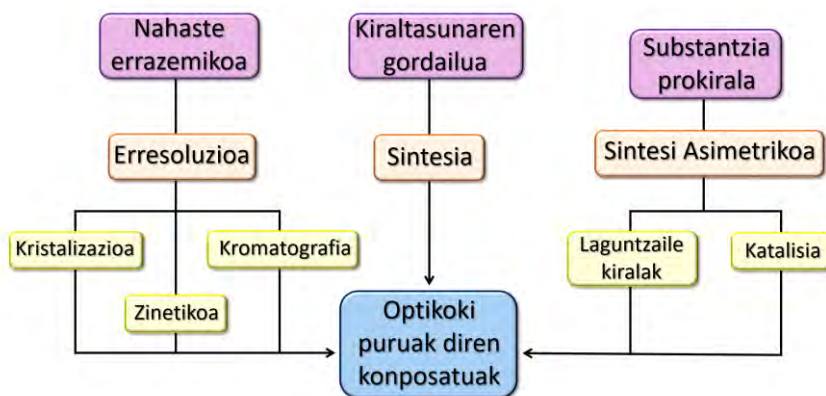 Nahaste
errazemikoa
Kiraltasunaren
gordailua
Substantzia
prokirala
Erresoluzioa
Sintesia
Sintesi Asimetrikoa
Kristalizazioa
Kromatografia
Zinetikoa
Laguntzaile
kiralak
Katalisia
Optikoki
puruak diren
konposatuak